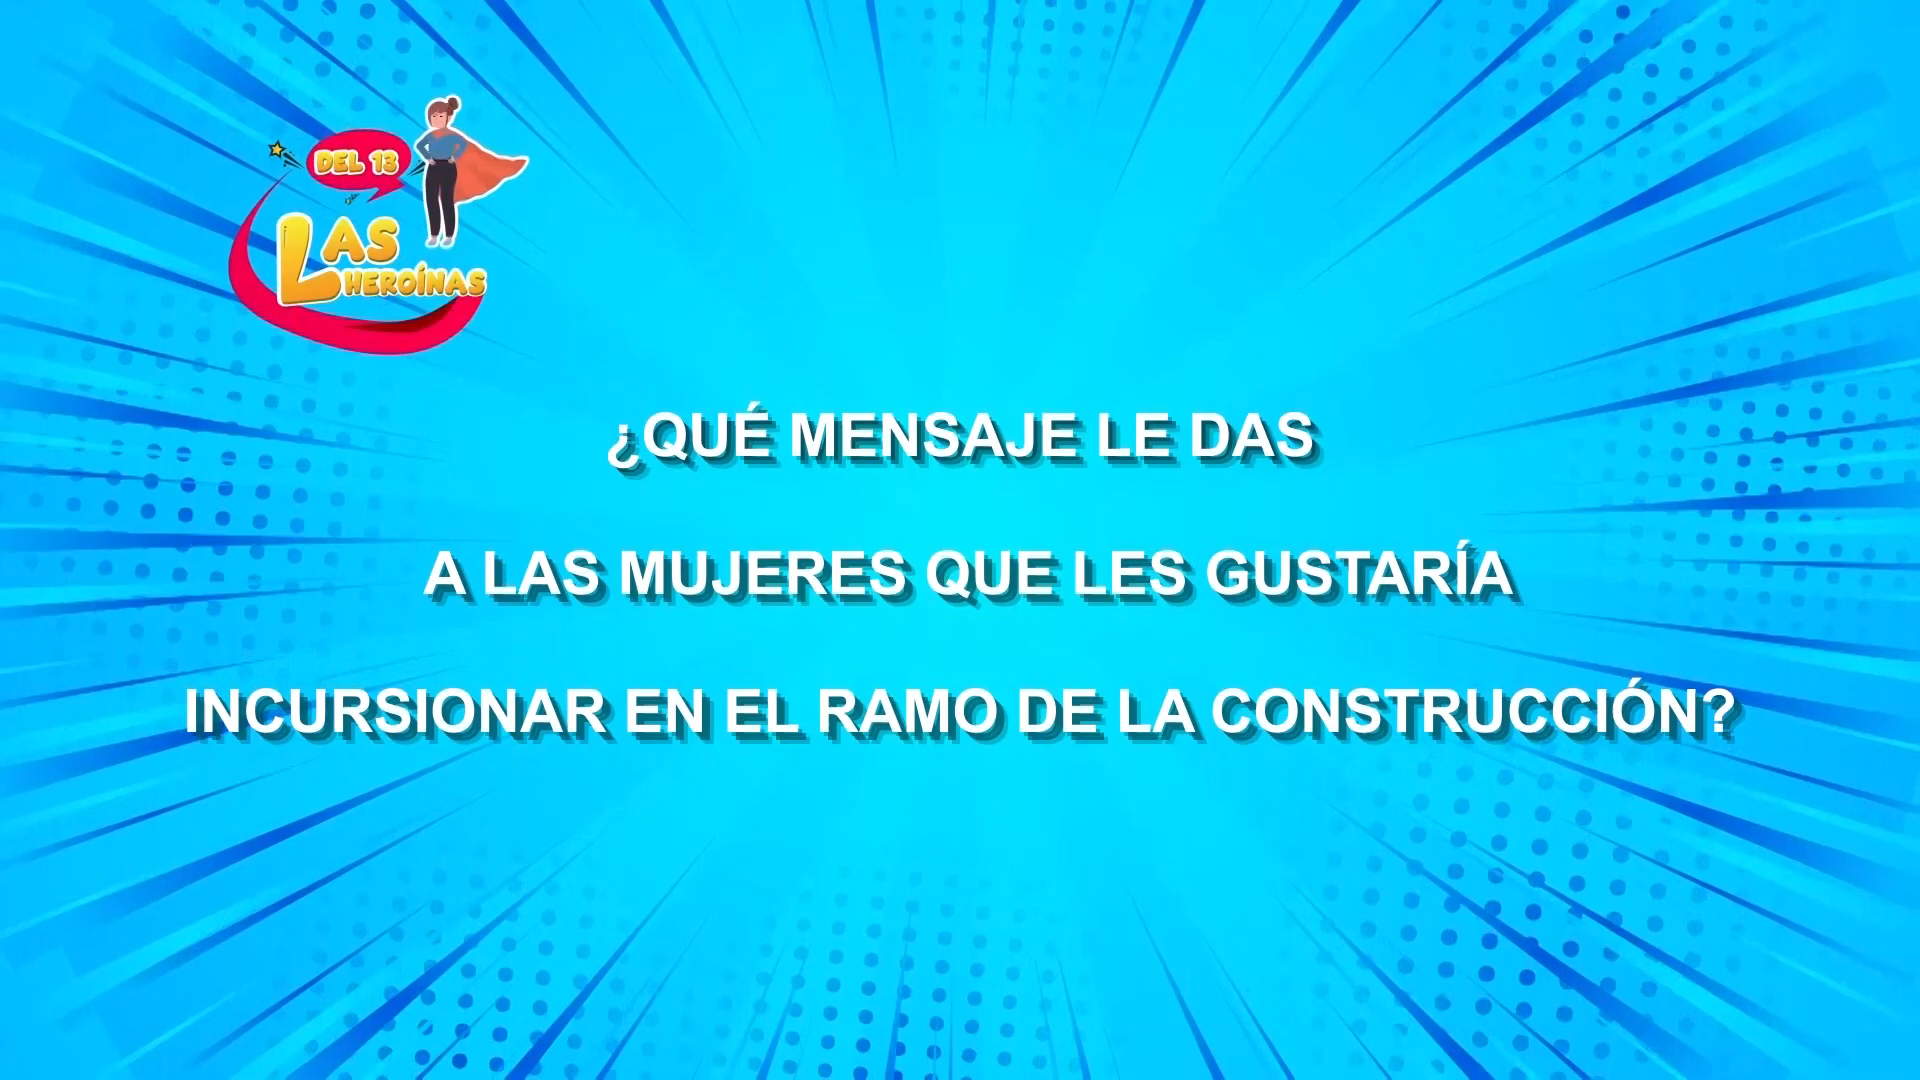 DEL 13
LAS
HEROÍNAS
¿QUÉ MENSAJE LE DAS
A LAS MUJERES QUE LES GUSTARÍA
INCURSIONAR EN EL RAMO DE LA CONSTRUCCIÓN?